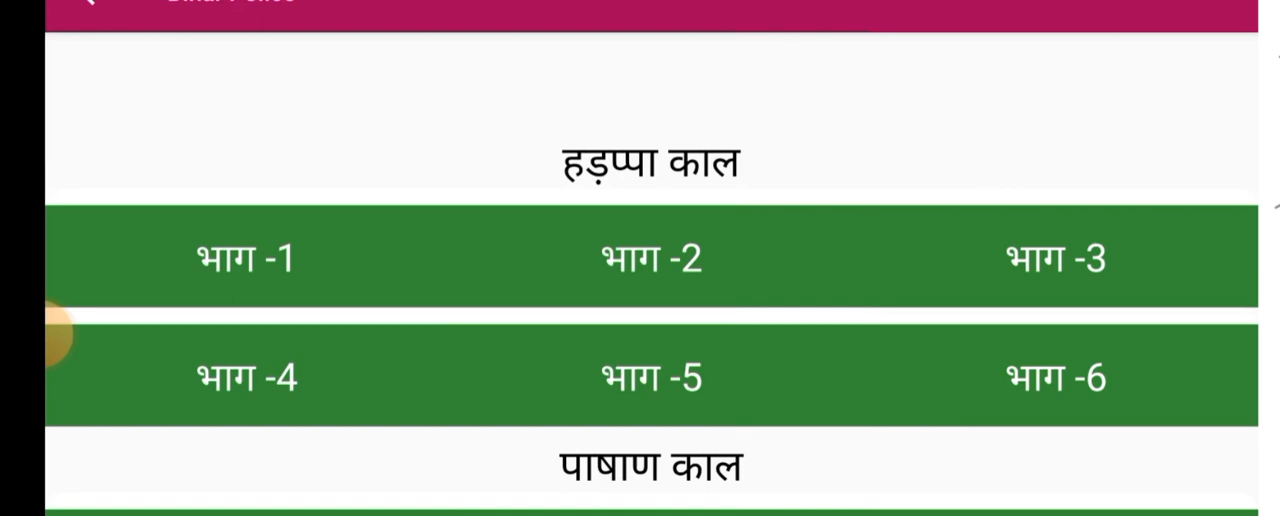 हड़प्पा काल
भाग -1 भाग -2 भाग -3
भाग -4 भाग -5 भाग -6
पाषाण काल